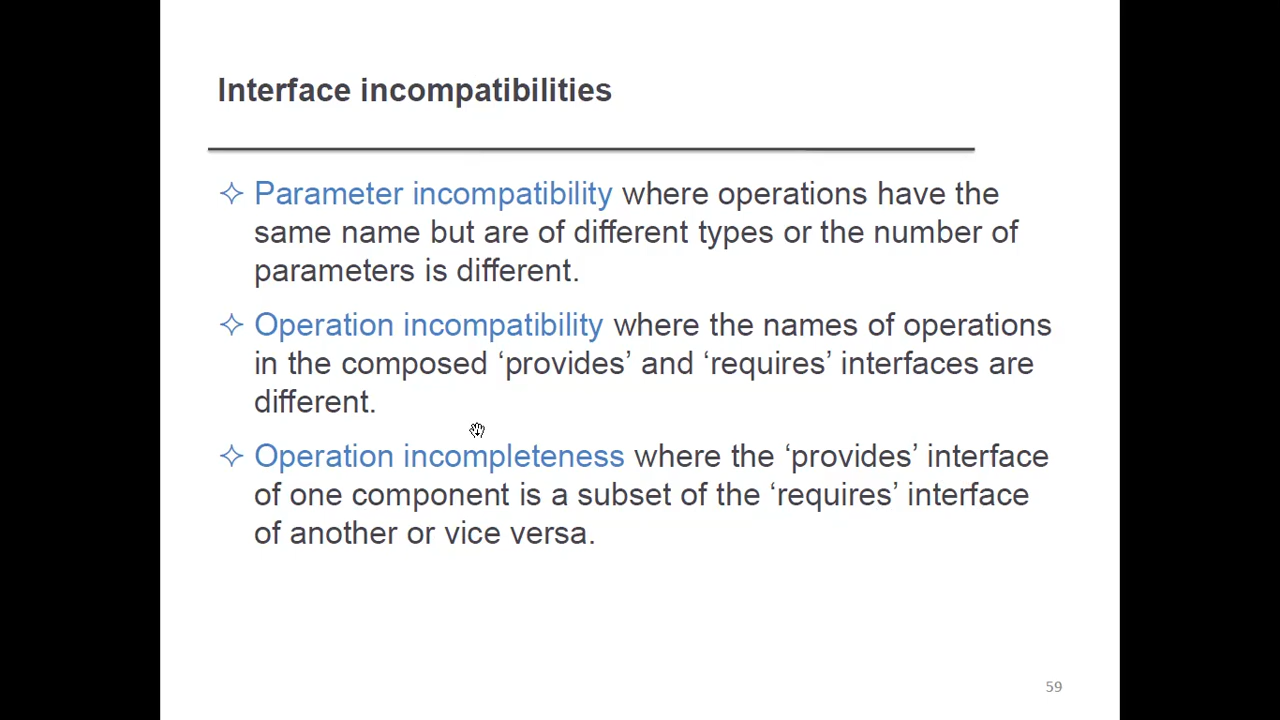 Interface incompatibilities
Parameter incompatibility where operations have the
same name but are of different types or the number of
parameters is different.
Operation incompatibility where the names of operations
in the composed ‘provides’ and ‘requires’ interfaces are
different.
Operation incompleteness where the ‘provides’ interface
of one component is a subset of the ‘requires’ interface
of another or vice versa.
59